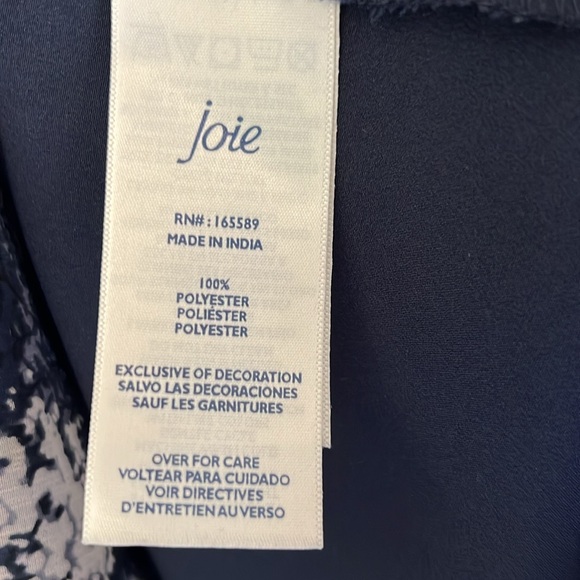 joie
RN#: 165589
MADE IN INDIA
100%
POLYESTER
POLIÉSTER
POLYESTER
EXCLUSIVE OF DECORATION
SALVO LAS DECORACIONES
SAUF LES GARNITURES
OVER FOR CARE
VOLTEAR PARA CUIDADO
VOIR DIRECTIVES
D'ENTRETIEN AU VERSO